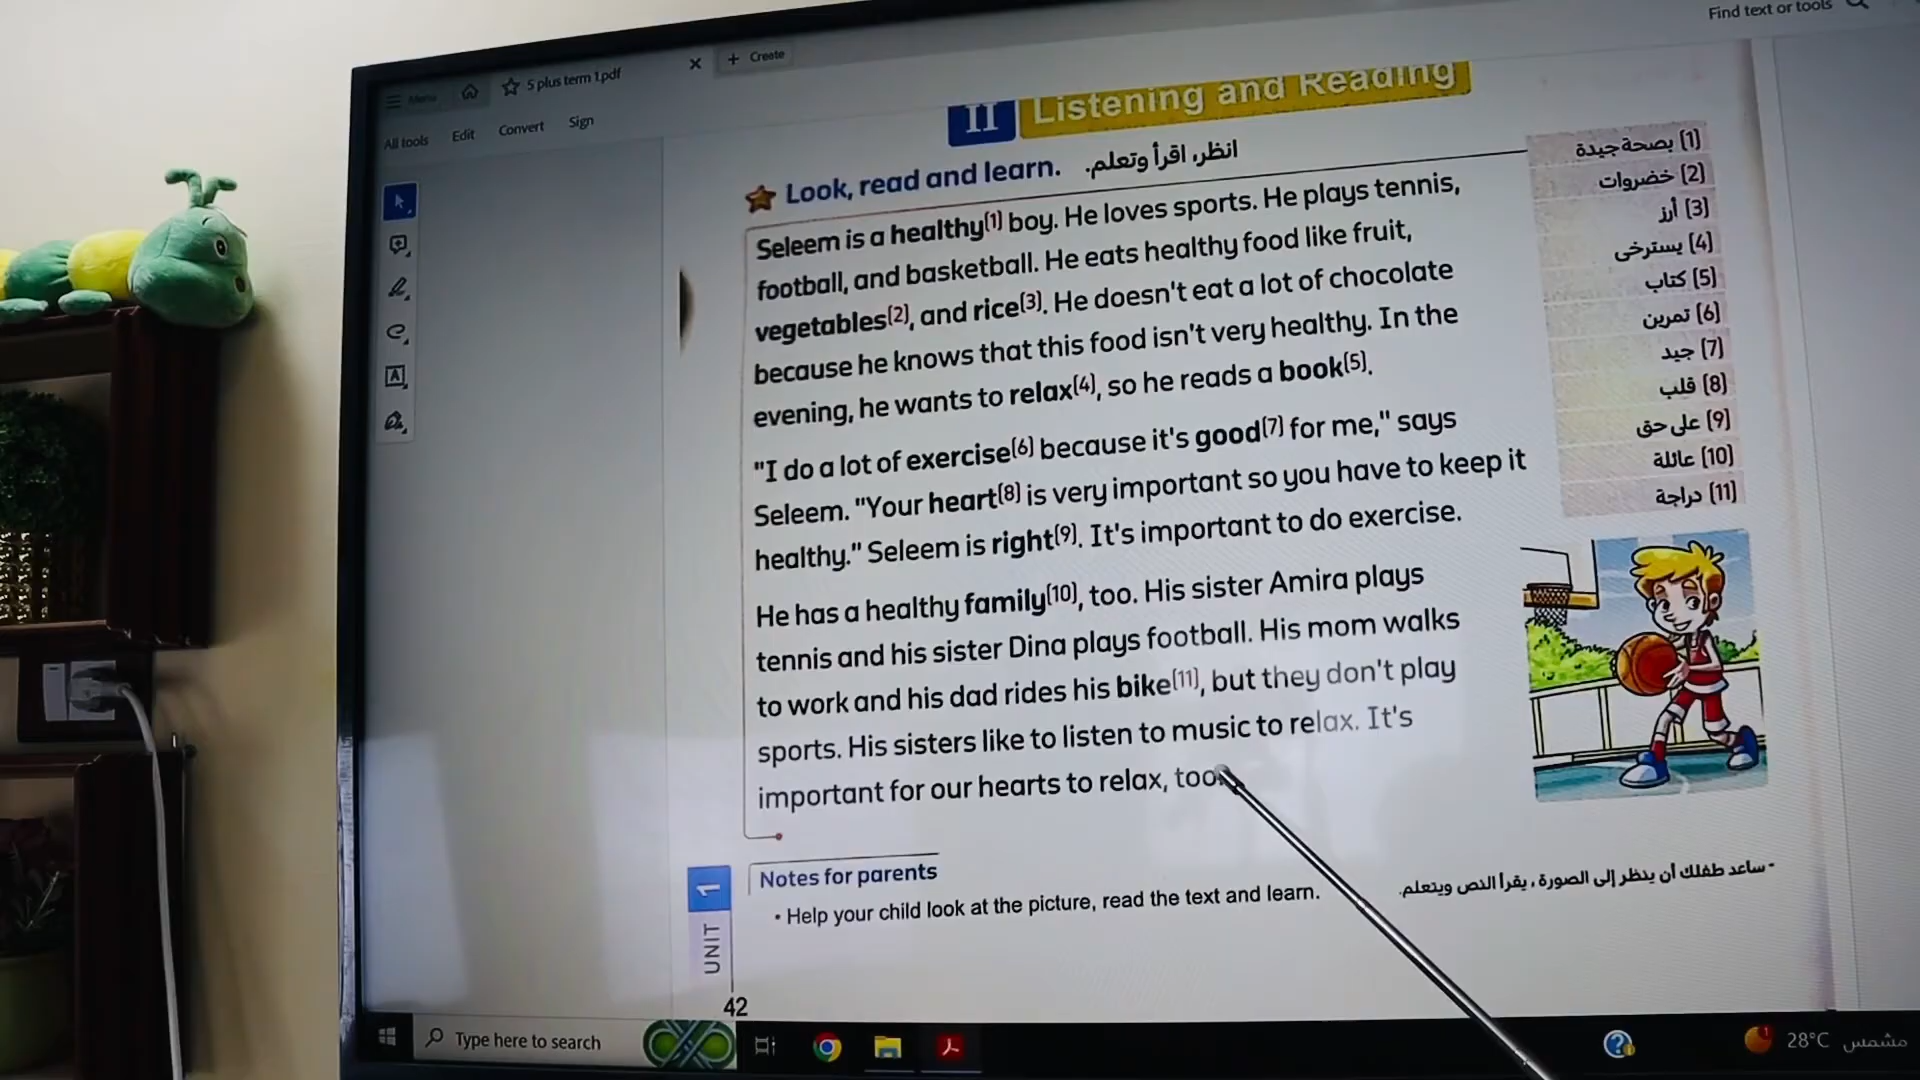 Menu
5 plus term 1.pdf
+ Create
Find text or tools
All tools
Edit
Convert
Sign
II Listening and Reading
Look, read and learn. انظر، اقرأ وتعلم.
Seleem is a healthy(1) boy. He loves sports. He plays tennis,
football, and basketball. He eats healthy food like fruit,
vegetables(2), and rice(3). He doesn't eat a lot of chocolate
because he knows that this food isn't very healthy. In the
evening, he wants to relax(4), so he reads a book(5).
"I do a lot of exercise(6) because it's good(7) for me," says
Seleem. "Your heart(8) is very important so you have to keep it
healthy." Seleem is right(9). It's important to do exercise.
He has a healthy family(10), too. His sister Amira plays
tennis and his sister Dina plays football. His mom walks
to work and his dad rides his bike(11), but they don't play
sports. His sisters like to listen to music to relax. It's
important for our hearts to relax, too.
(1) بصحة جيدة
(2) خضروات
(3) أرز
(4) يسترخى
(5) كتاب
(6) تمرين
(7) جيد
(8) قلب
(9) على حق
(10) عائلة
(11) دراجة
Notes for parents
• Help your child look at the picture, read the text and learn.
- ساعد طفلك أن ينظر إلى الصورة، يقرأ النص ويتعلم.
UNIT 1
42
Type here to search
28°C مشمس